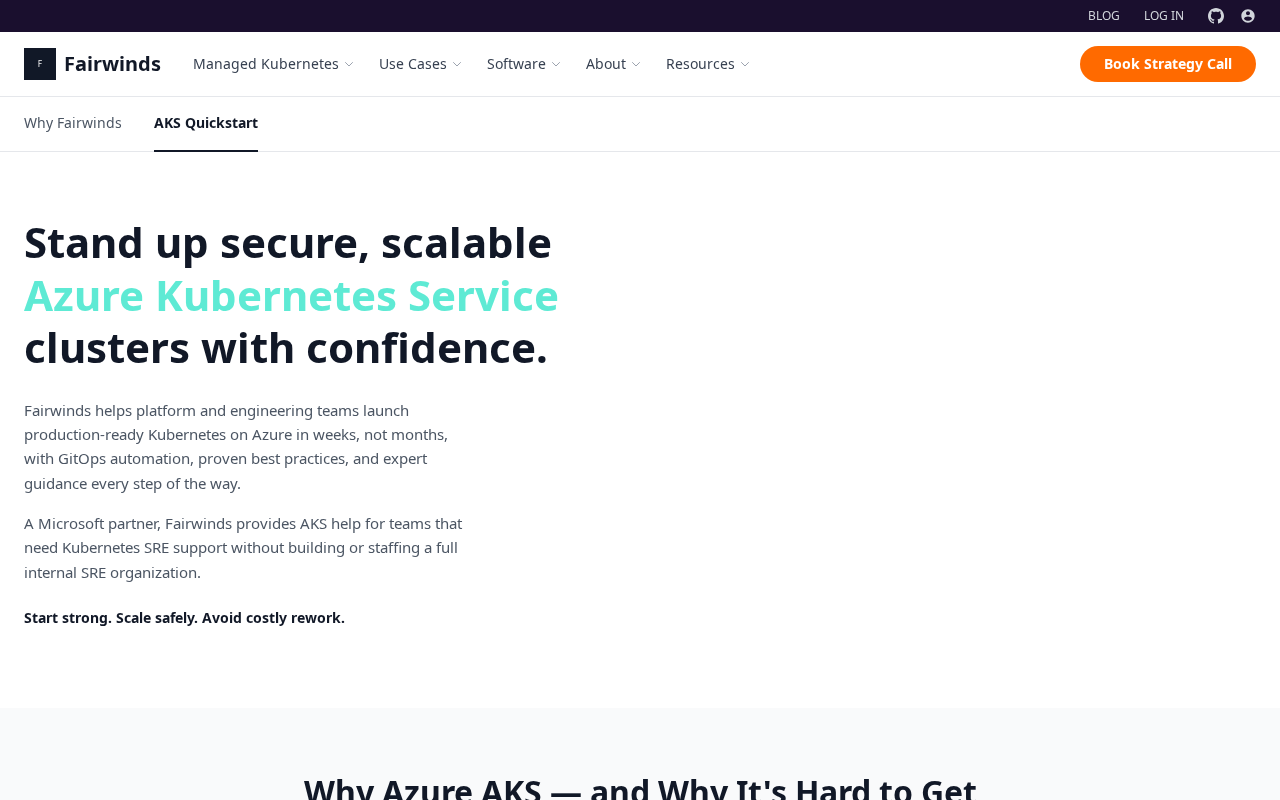 BLOG
LOG IN
F
Fairwinds
Managed Kubernetes
Use Cases
Software
About
Resources
Book Strategy Call
Why Fairwinds
AKS Quickstart
Stand up secure, scalable
Azure Kubernetes Service
clusters with confidence.
Fairwinds helps platform and engineering teams launch
production-ready Kubernetes on Azure in weeks, not months,
with GitOps automation, proven best practices, and expert
guidance every step of the way.
A Microsoft partner, Fairwinds provides AKS help for teams that
need Kubernetes SRE support without building or staffing a full
internal SRE organization.
Start strong. Scale safely. Avoid costly rework.
Why Azure AKS — and Why It's Hard to Get